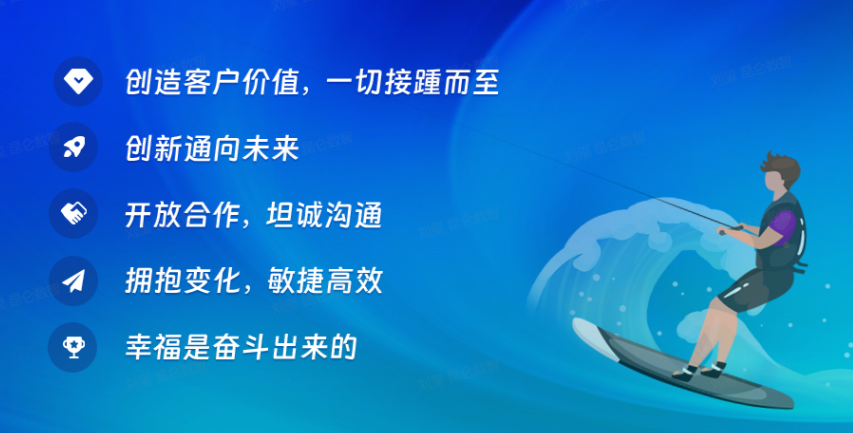 创造客户价值，一切接踵而至
创新通向未来
开放合作，坦诚沟通
拥抱变化，敏捷高效
幸福是奋斗出来的